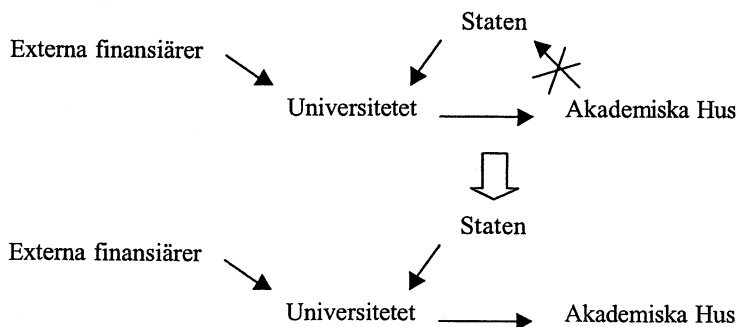 Staten
Externa finansiärer
Universitetet
Akademiska Hus
Staten
Externa finansiärer
Universitetet
Akademiska Hus